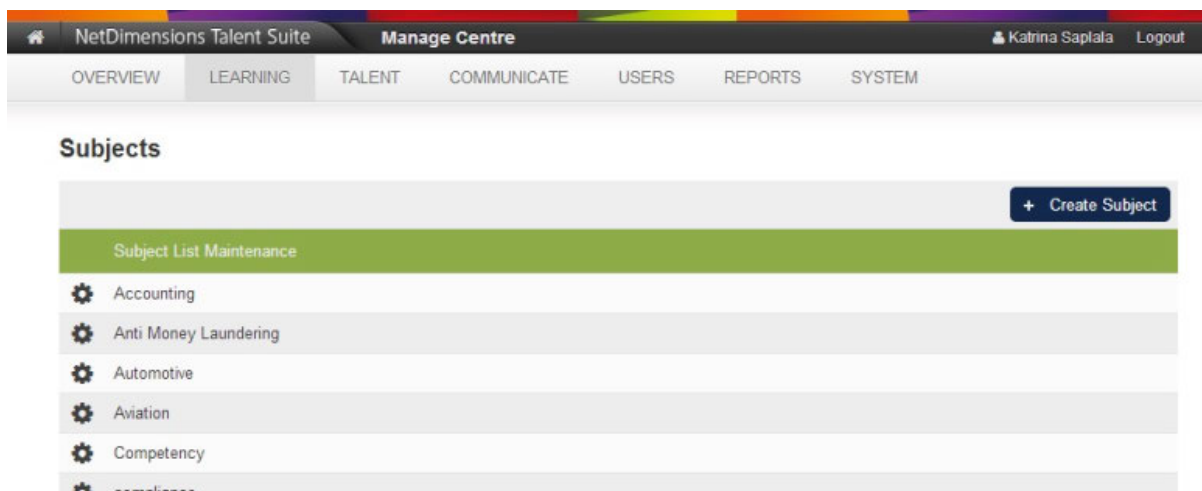 NetDimensions Talent Suite Manage Centre Katrina Saplala Logout
OVERVIEW LEARNING TALENT COMMUNICATE USERS REPORTS SYSTEM
Subjects
+ Create Subject
Subject List Maintenance
Accounting
Anti Money Laundering
Automotive
Aviation
Competency
compliance